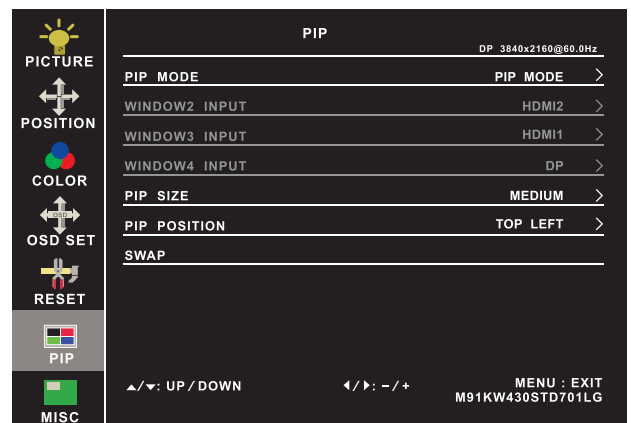 PICTURE
POSITION
COLOR
OSD
OSD SET
RESET
PIP
MISC
PIP
DP 3840x2160@60.0Hz
PIP MODE PIP MODE >
WINDOW2 INPUT HDMI2 >
WINDOW3 INPUT HDMI1 >
WINDOW4 INPUT DP >
PIP SIZE MEDIUM >
PIP POSITION TOP LEFT >
SWAP
▲/▼: UP/DOWN ◀/▶: -/+ MENU : EXIT
M91KW430STD701LG